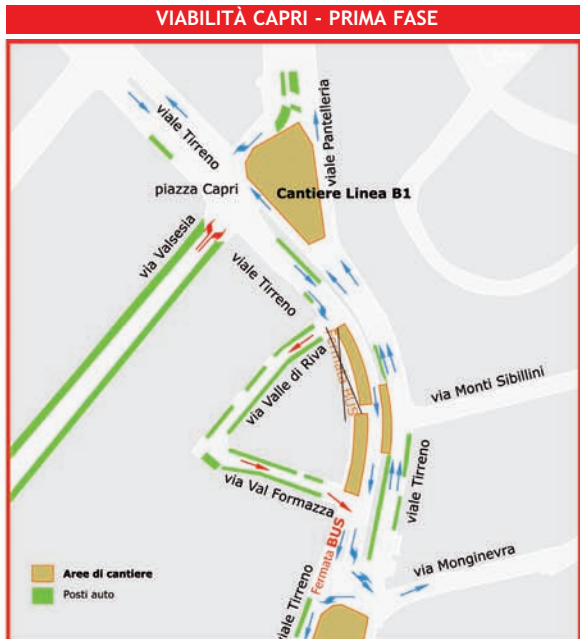 VIABILITÀ CAPRI - PRIMA FASE
viale Tirreno
viale Pantelleria
piazza Capri
Cantiere Linea B1
via Valsesia
viale Tirreno
Fermata BUS
via Valle di Riva
via Monti Sibillini
via Val Formazza
viale Tirreno
Fermata BUS
via Monginevra
viale Tirreno
Aree di cantiere
Posti auto